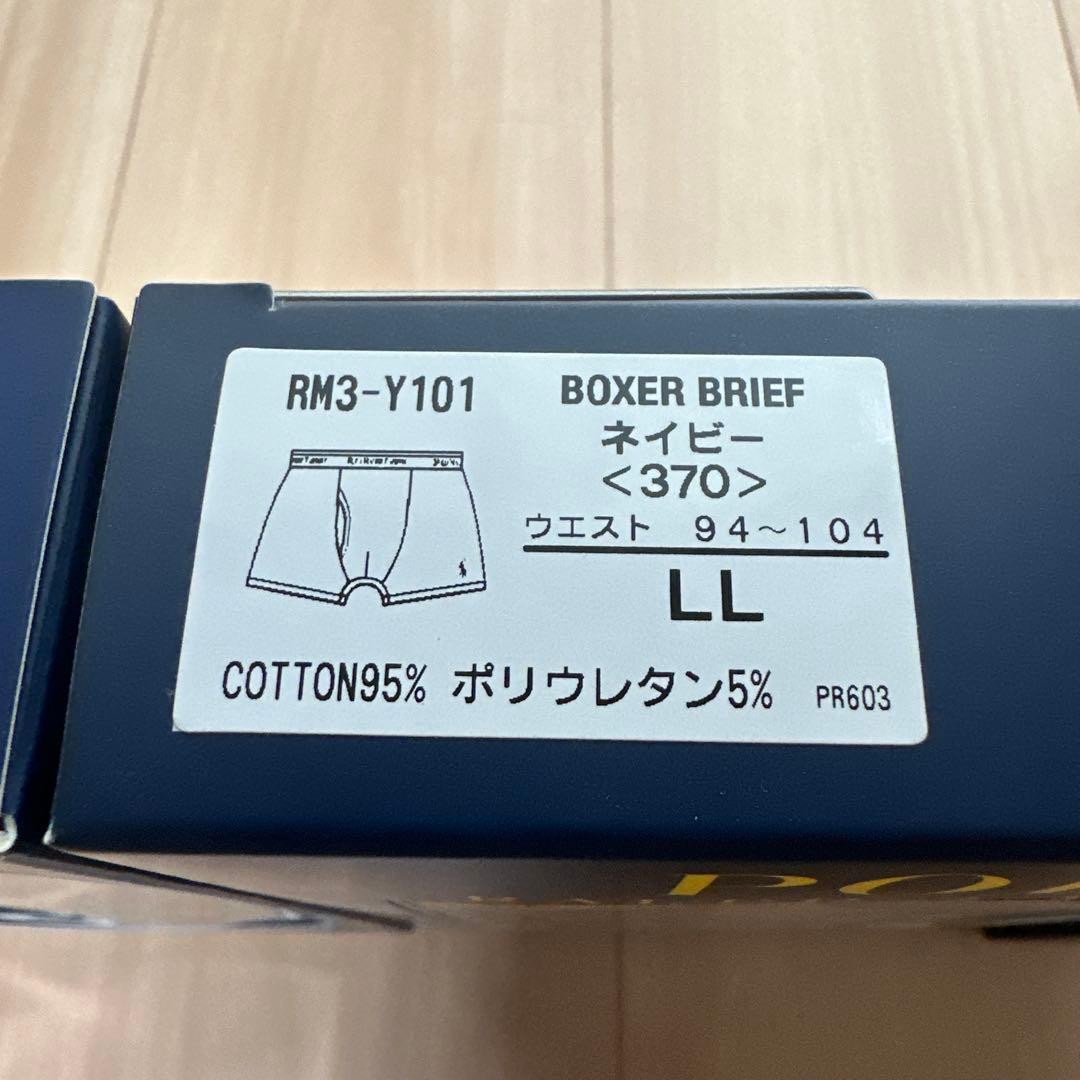 RM3-Y101
BOXER BRIEF
ネイビー
<370>
ウエスト 94～104
LL
COTTON95% ポリウレタン5% PR603